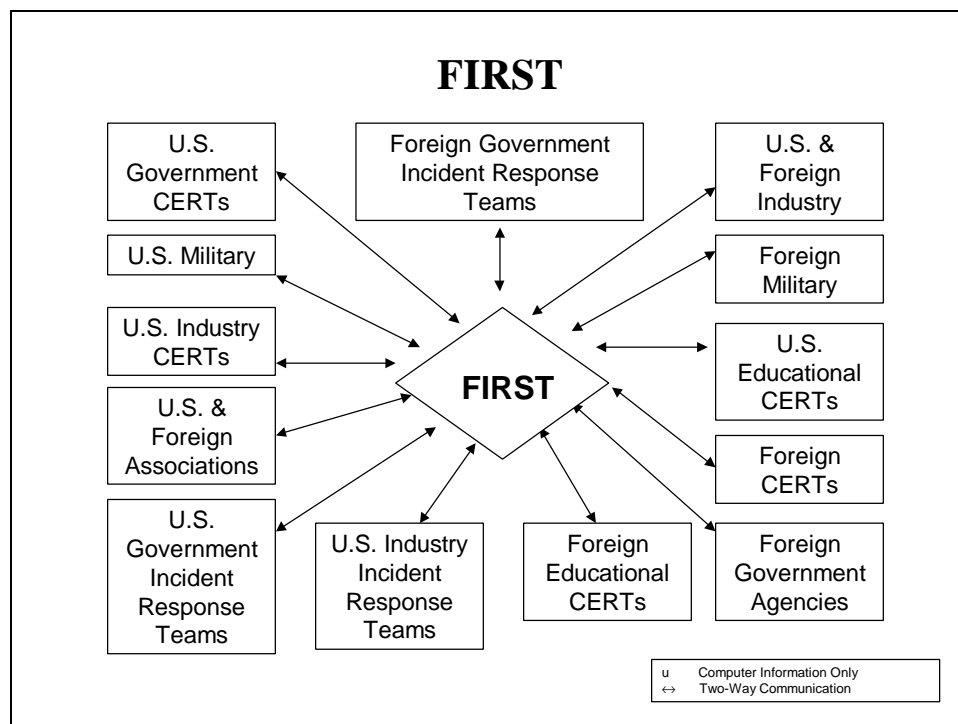 FIRST
U.S.
Government
CERTs
Foreign Government
Incident Response
Teams
U.S. &
Foreign
Industry
U.S. Military
Foreign
Military
U.S. Industry
CERTs
FIRST
U.S.
Educational
CERTs
U.S. &
Foreign
Associations
Foreign
CERTs
U.S.
Government
Incident
Response
Teams
U.S. Industry
Incident
Response
Teams
Foreign
Educational
CERTs
Foreign
Government
Agencies
u Computer Information Only
↔ Two-Way Communication